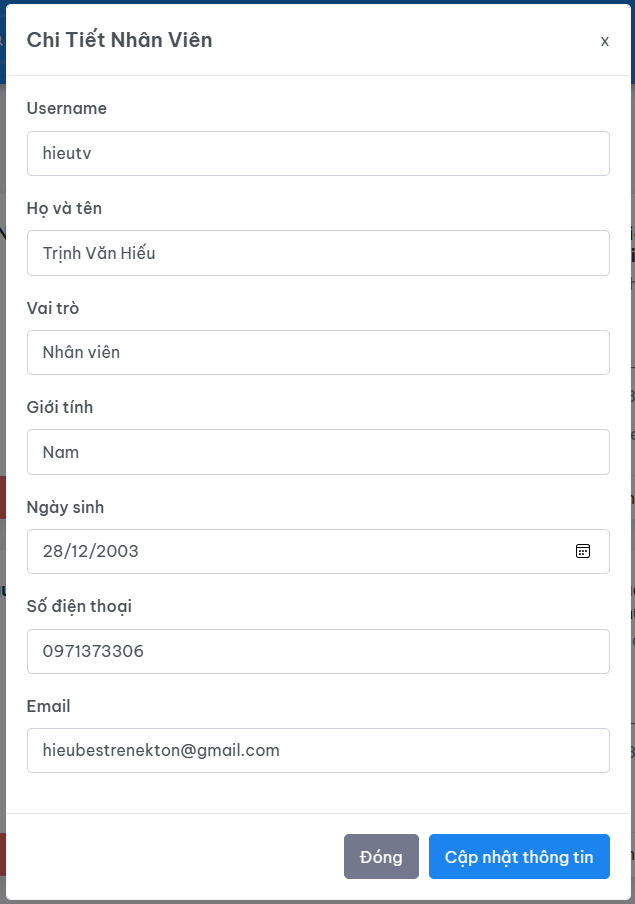 Chi Tiết Nhân Viên
x
Username
hieutv
Họ và tên
Trịnh Văn Hiếu
Vai trò
Nhân viên
Giới tính
Nam
Ngày sinh
28/12/2003
Số điện thoại
0971373306
Email
hieubestrenekton@gmail.com
Đóng
Cập nhật thông tin